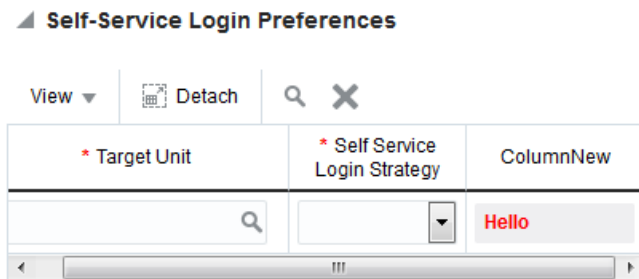 Self-Service Login Preferences
View Detach
* Target Unit
* Self Service
Login Strategy
ColumnNew
Hello